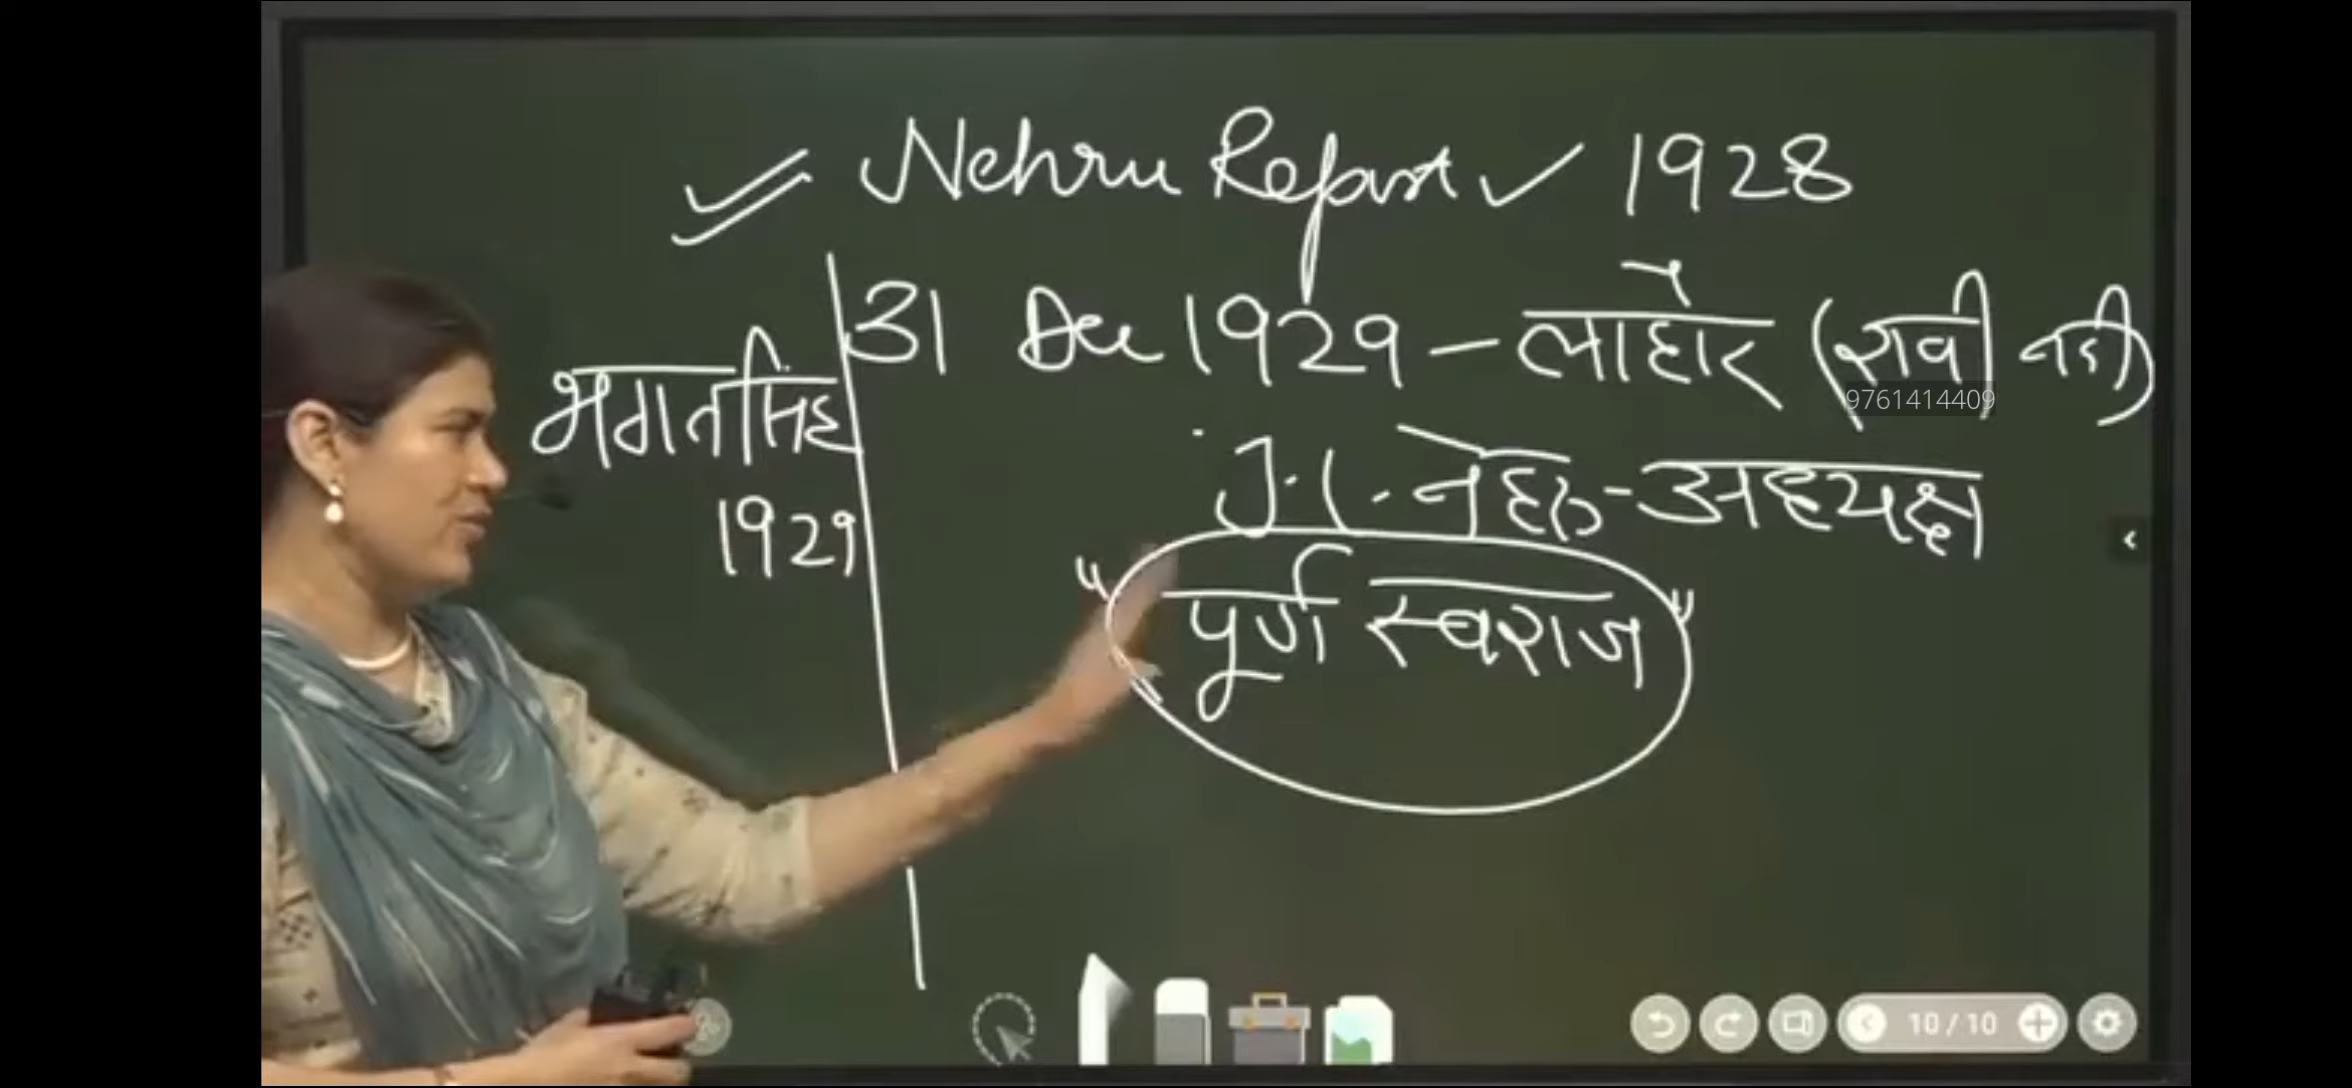 Nehru Report 1928
31 Dec 1929 - लाहौर (रावी नदी)
9761414409
भगतसिंह
1929
J.L. नेहरू - अध्यक्ष
"पूर्ण स्वराज"
10/10